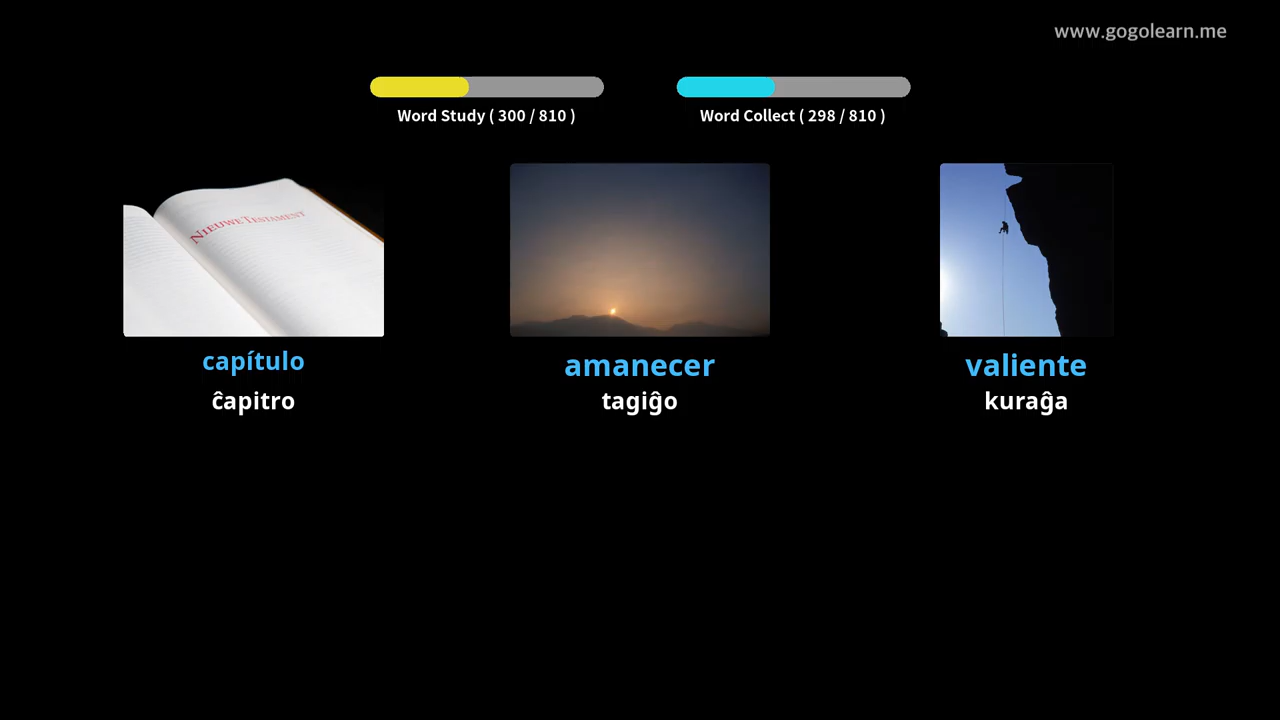 www.gogolearn.me
Word Study ( 300 / 810 )
Word Collect ( 298 / 810 )
NIEUWE TESTAMENT
capítulo
ĉapitro
amanecer
tagiĝo
valiente
kuraĝa